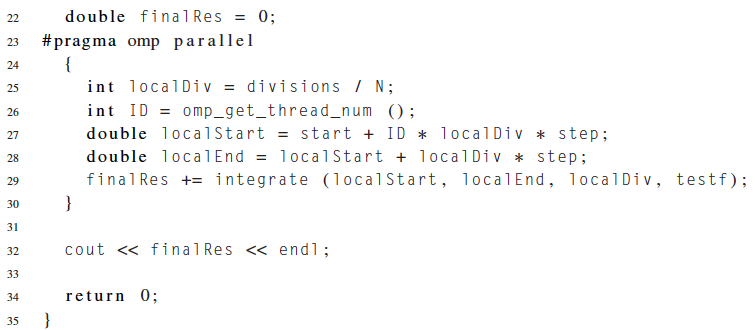 22 double finalRes = 0;
23 #pragma omp parallel
24 {
25 int localDiv = divisions / N;
26 int ID = omp_get_thread_num ();
27 double localStart = start + ID * localDiv * step;
28 double localEnd = localStart + localDiv * step;
29 finalRes += integrate (localStart, localEnd, localDiv, testf);
30 }
31
32 cout << finalRes << endl;
33
34 return 0;
35 }